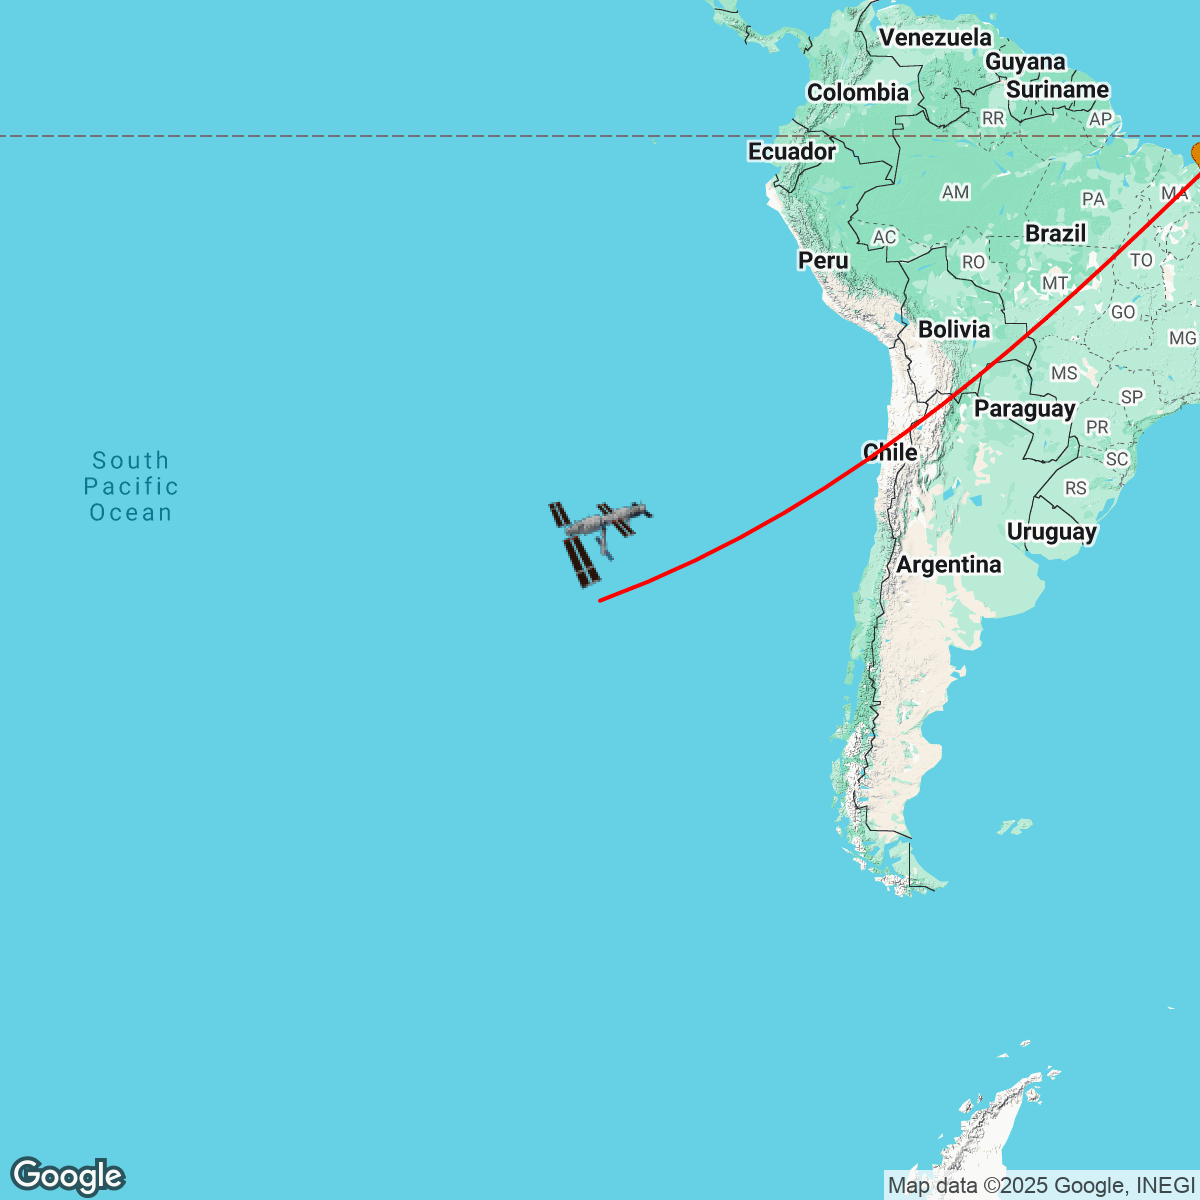 Venezuela
Guyana
Colombia
Suriname
RR
AP
Ecuador
AM
PA
MA
Brazil
AC
Peru
RO
TO
MT
GO
Bolivia
MG
MS
SP
Paraguay
PR
Chile
SC
South
Pacific
Ocean
RS
Uruguay
Argentina
Google
Map data ©2025 Google, INEGI